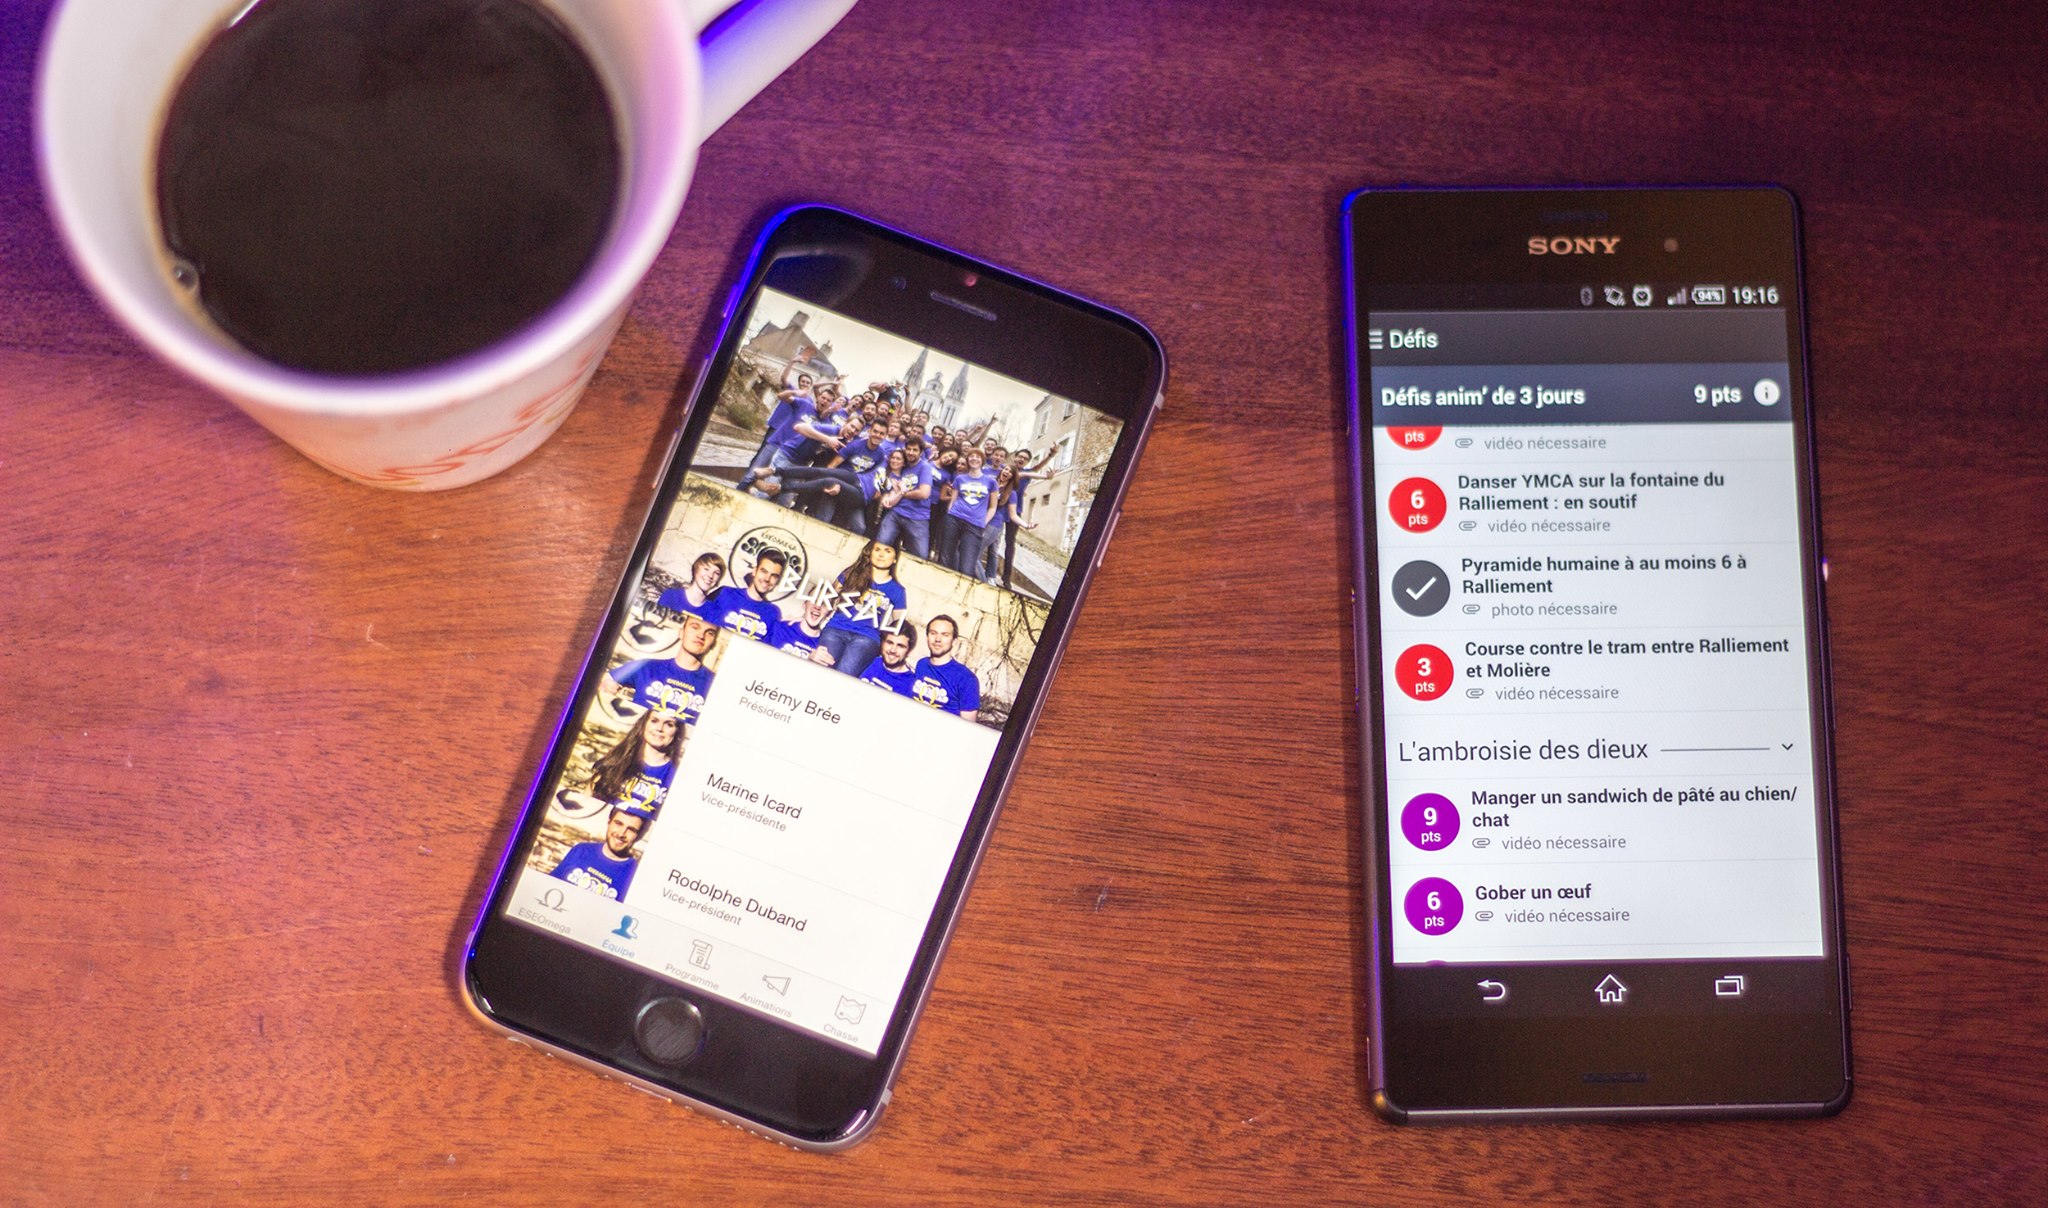 ESEOMEGA
BUREAU
Jérémy Brée
Président
Marine Icard
Vice-présidente
Rodolphe Duband
Vice-président
ESEOmega
Équipe
Programme
Animations
Chasse
SONY
94%
19:16
Défis
Défis anim' de 3 jours
9 pts
pts
vidéo nécessaire
6
pts
Danser YMCA sur la fontaine du
Ralliement : en soutif
vidéo nécessaire
Pyramide humaine à au moins 6 à
Ralliement
photo nécessaire
3
pts
Course contre le tram entre Ralliement
et Molière
vidéo nécessaire
L'ambroisie des dieux
9
pts
Manger un sandwich de pâté au chien/
chat
vidéo nécessaire
6
pts
Gober un œuf
vidéo nécessaire